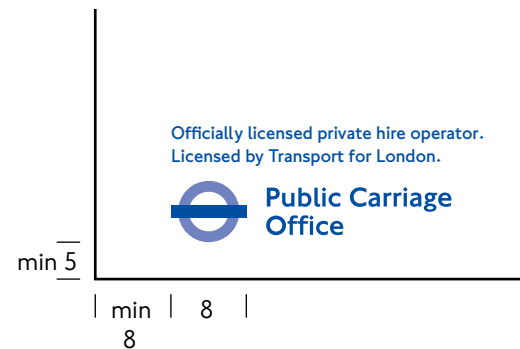 Officially licensed private hire operator.
Licensed by Transport for London.
Public Carriage
Office
min 5
min 8
8